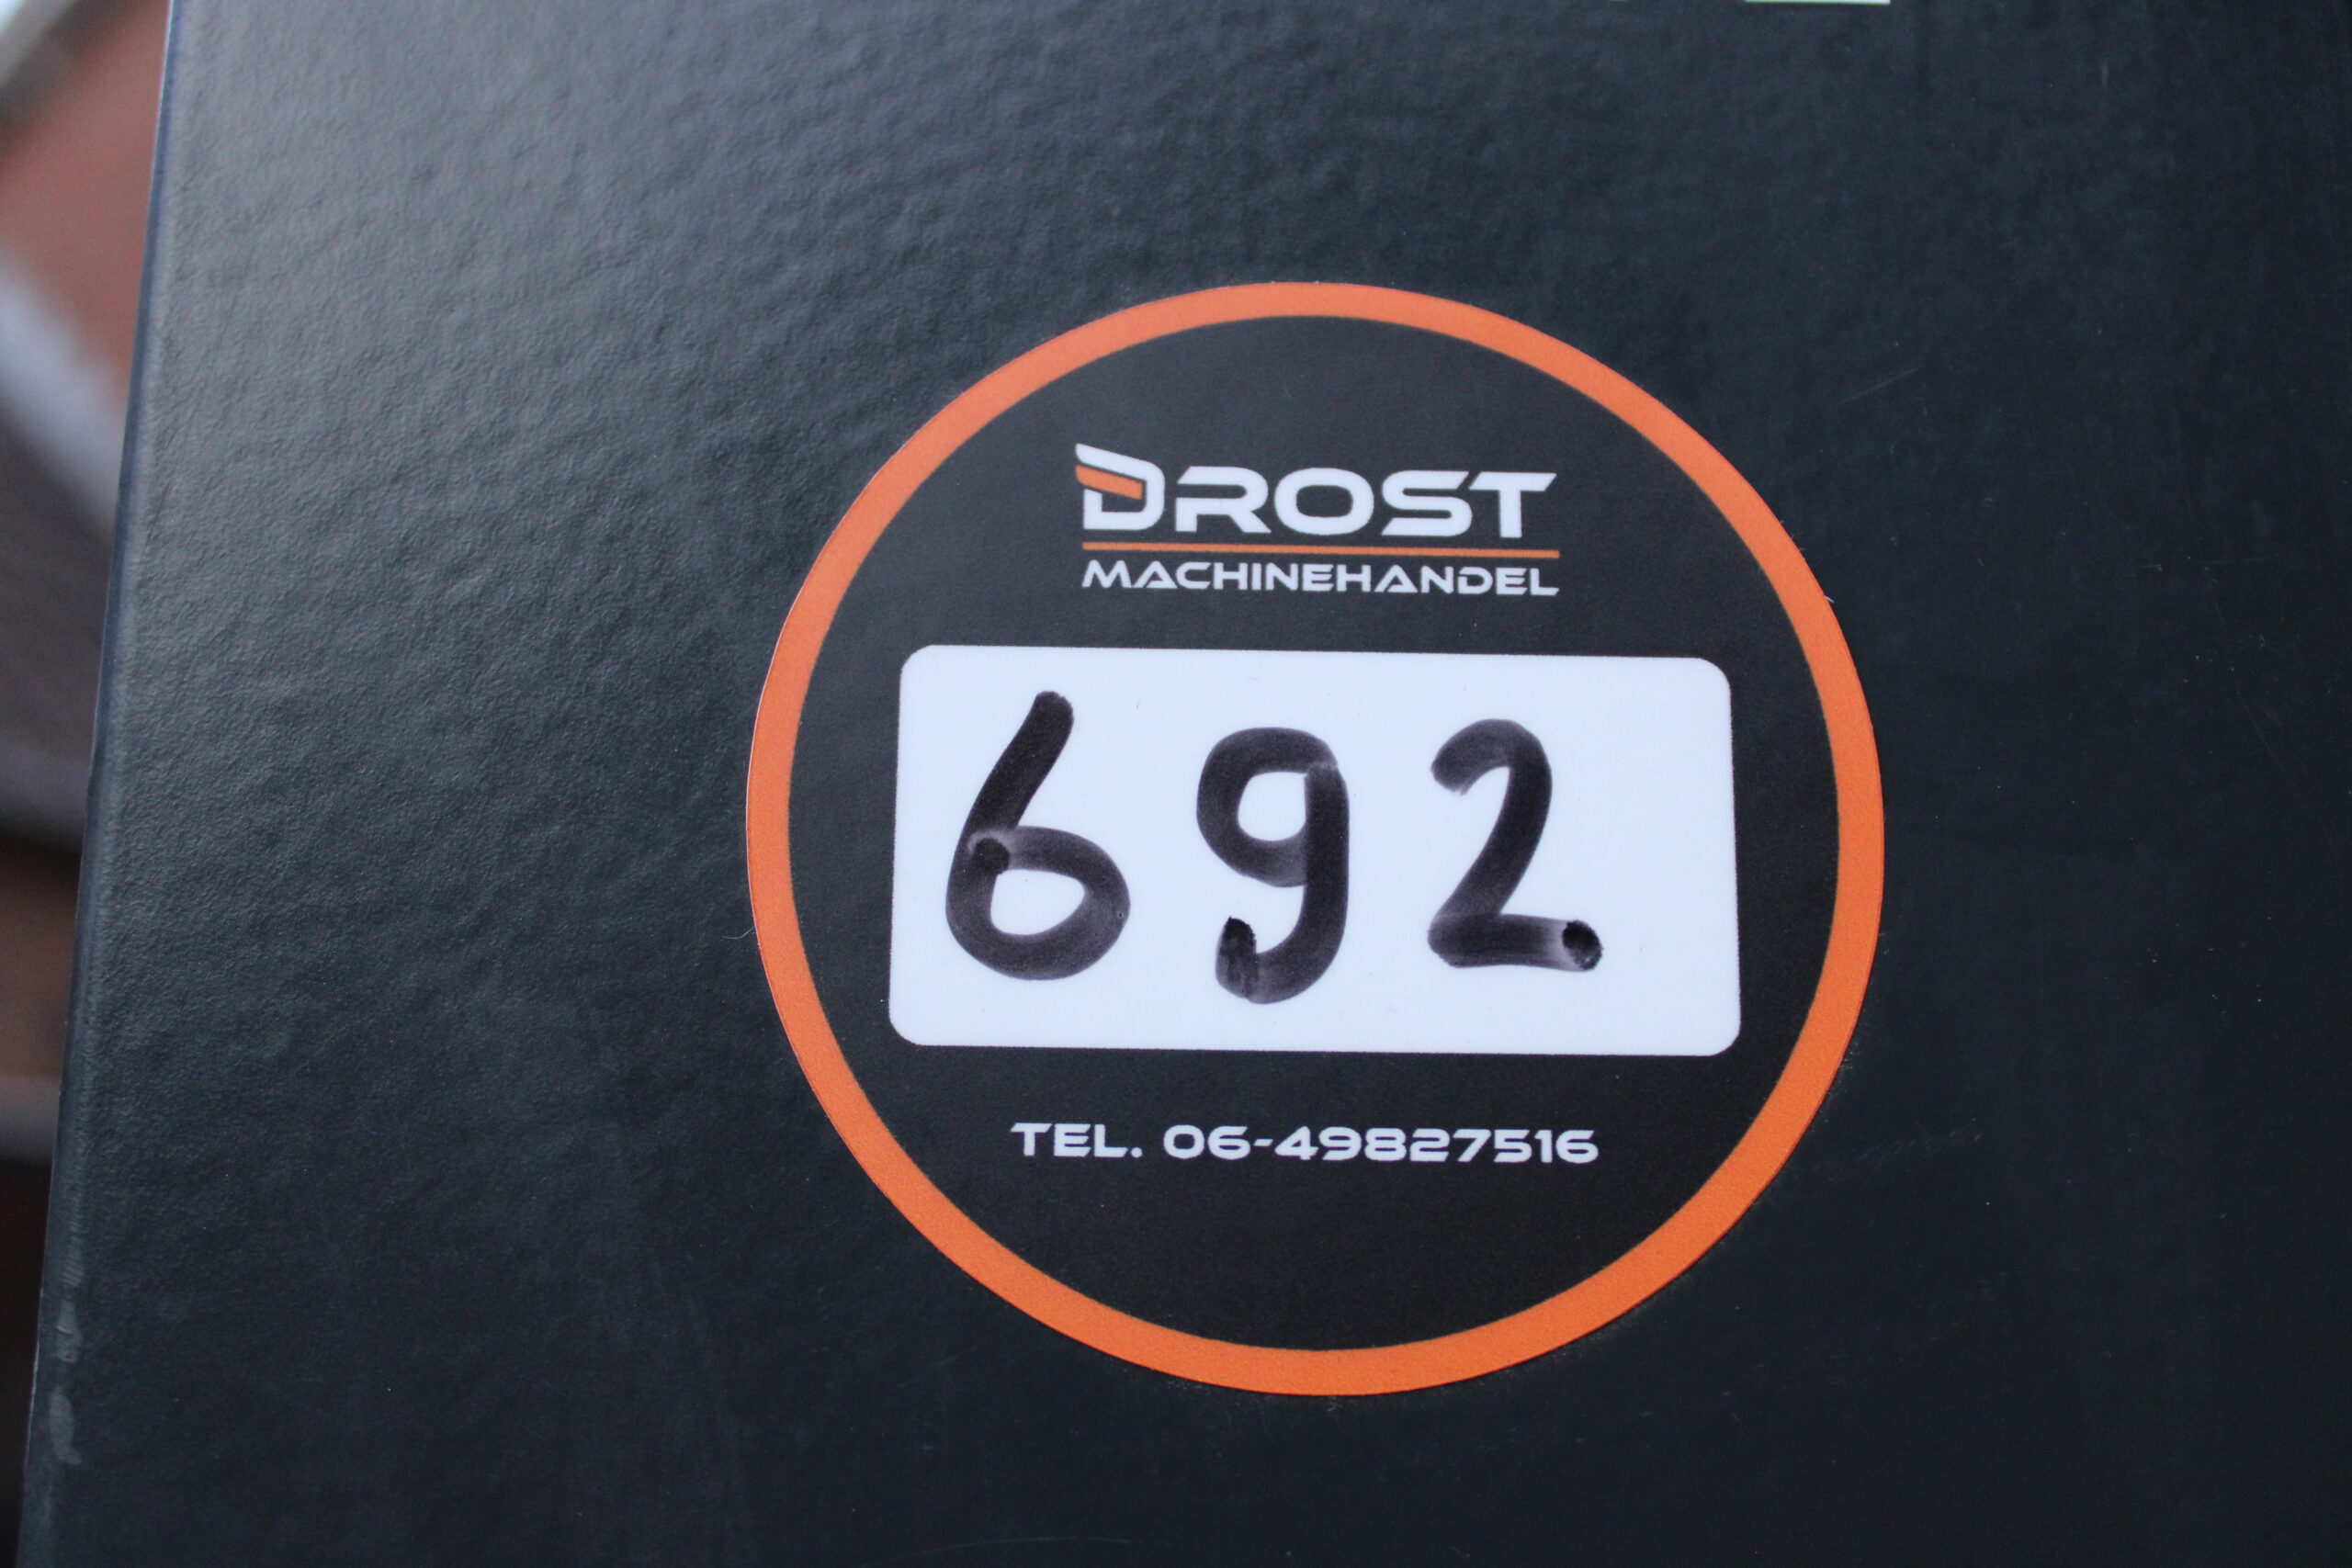 DROST
MACHINEHANDEL
692
TEL. 06-49827516